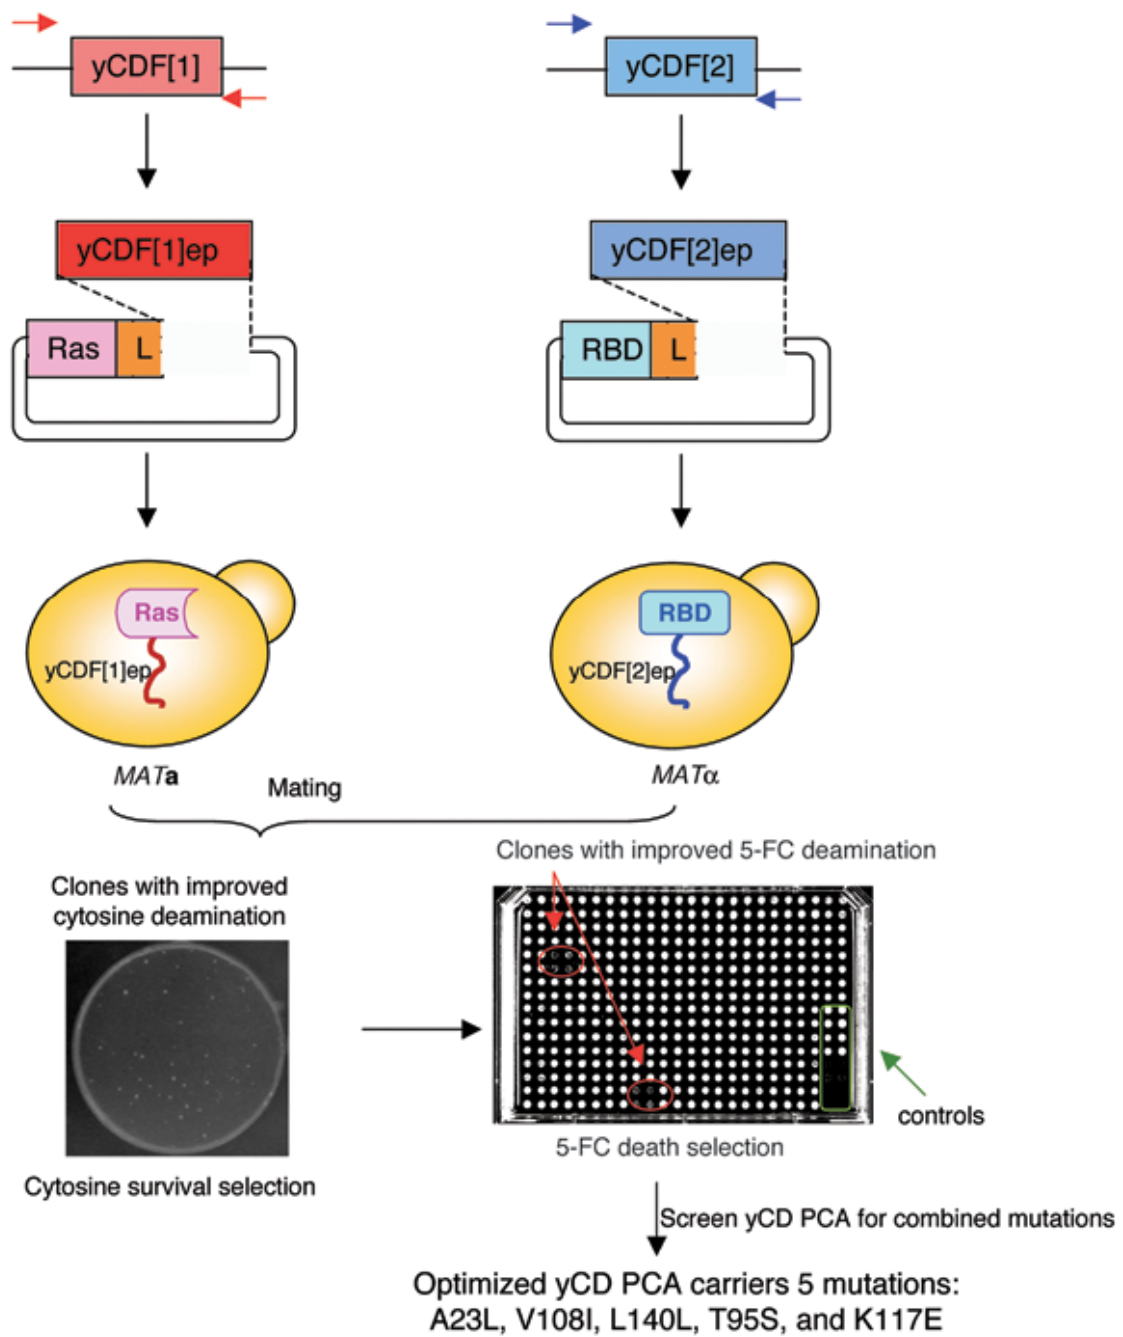 yCDF[1]
yCDF[2]
yCDF[1]ep
yCDF[2]ep
Ras L
RBD L
Ras
yCDF[1]ep
RBD
yCDF[2]ep
MATa
MATα
Mating
Clones with improved 5-FC deamination
Clones with improved
cytosine deamination
controls
5-FC death selection
Cytosine survival selection
Screen yCD PCA for combined mutations
Optimized yCD PCA carriers 5 mutations:
A23L, V108I, L140L, T95S, and K117E